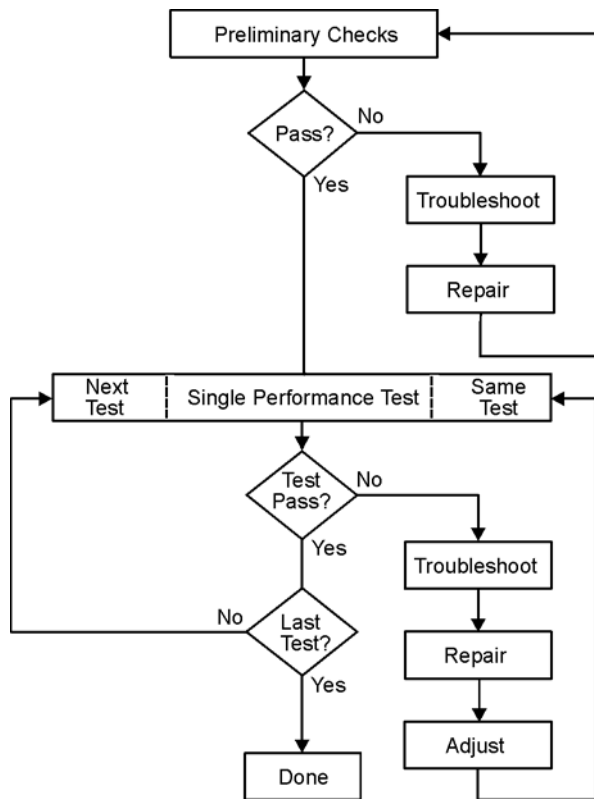 Preliminary Checks
Pass?
No
Yes
Troubleshoot
Repair
Next
Test
Single Performance Test
Same
Test
Test
Pass?
No
Yes
Troubleshoot
No
Last
Test?
Yes
Repair
Adjust
Done